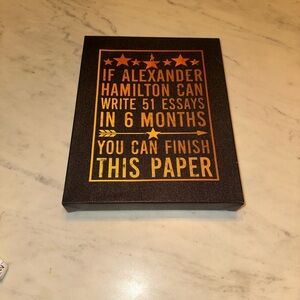 IF ALEXANDER
HAMILTON CAN
WRITE 51 ESSAYS
IN 6 MONTHS
YOU CAN FINISH
THIS PAPER